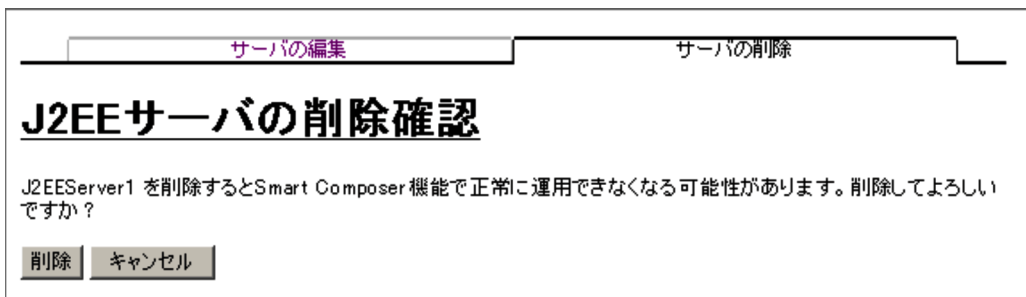 サーバの編集 サーバの削除
J2EEサーバの削除確認
J2EEServer1 を削除するとSmart Composer機能で正常に運用できなくなる可能性があります。削除してよろしい
ですか？
削除 キャンセル